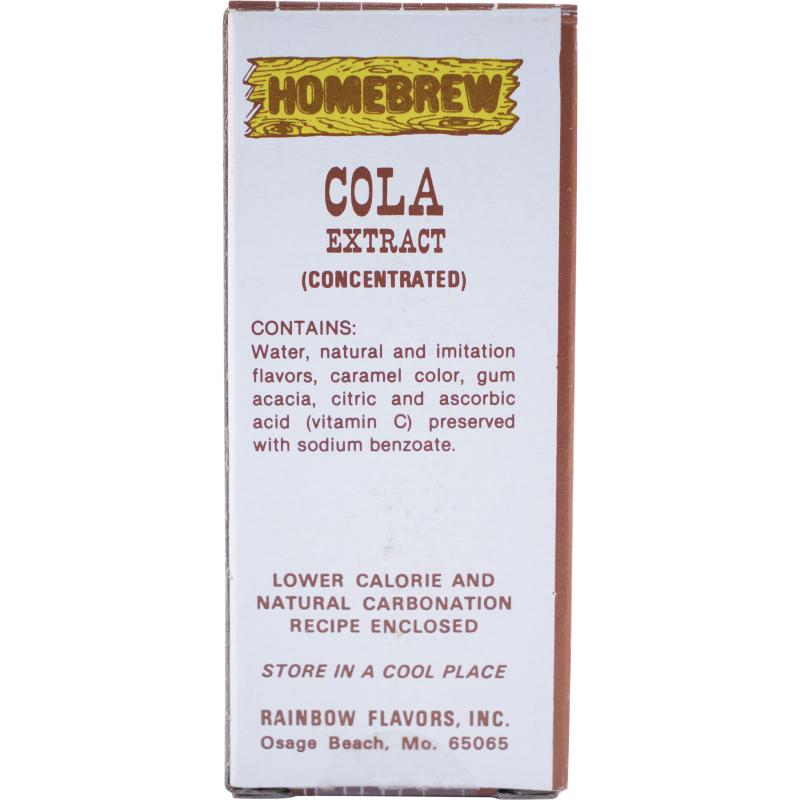 HOMEBREW
COLA
EXTRACT
(CONCENTRATED)
CONTAINS:
Water, natural and imitation
flavors, caramel color, gum
acacia, citric and ascorbic
acid (vitamin C) preserved
with sodium benzoate.
LOWER CALORIE AND
NATURAL CARBONATION
RECIPE ENCLOSED
STORE IN A COOL PLACE
RAINBOW FLAVORS, INC.
Osage Beach, Mo. 65065